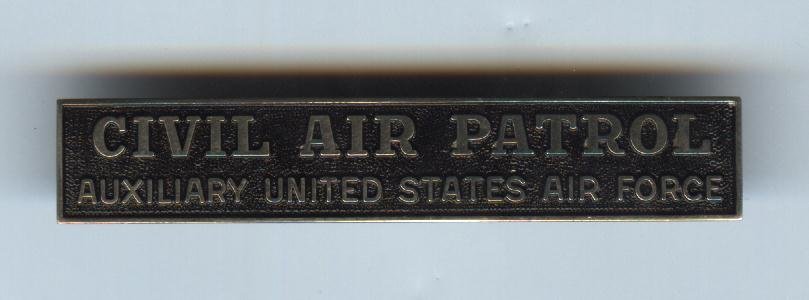 CIVIL AIR PATROL
AUXILIARY UNITED STATES AIR FORCE